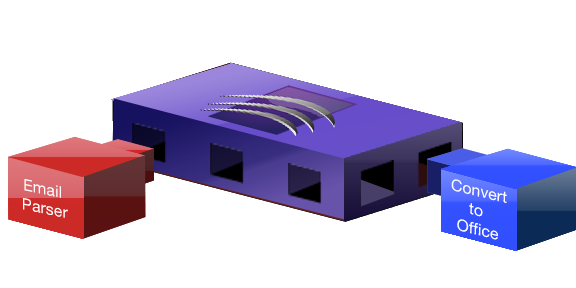 Email
Parser
Convert
to
Office